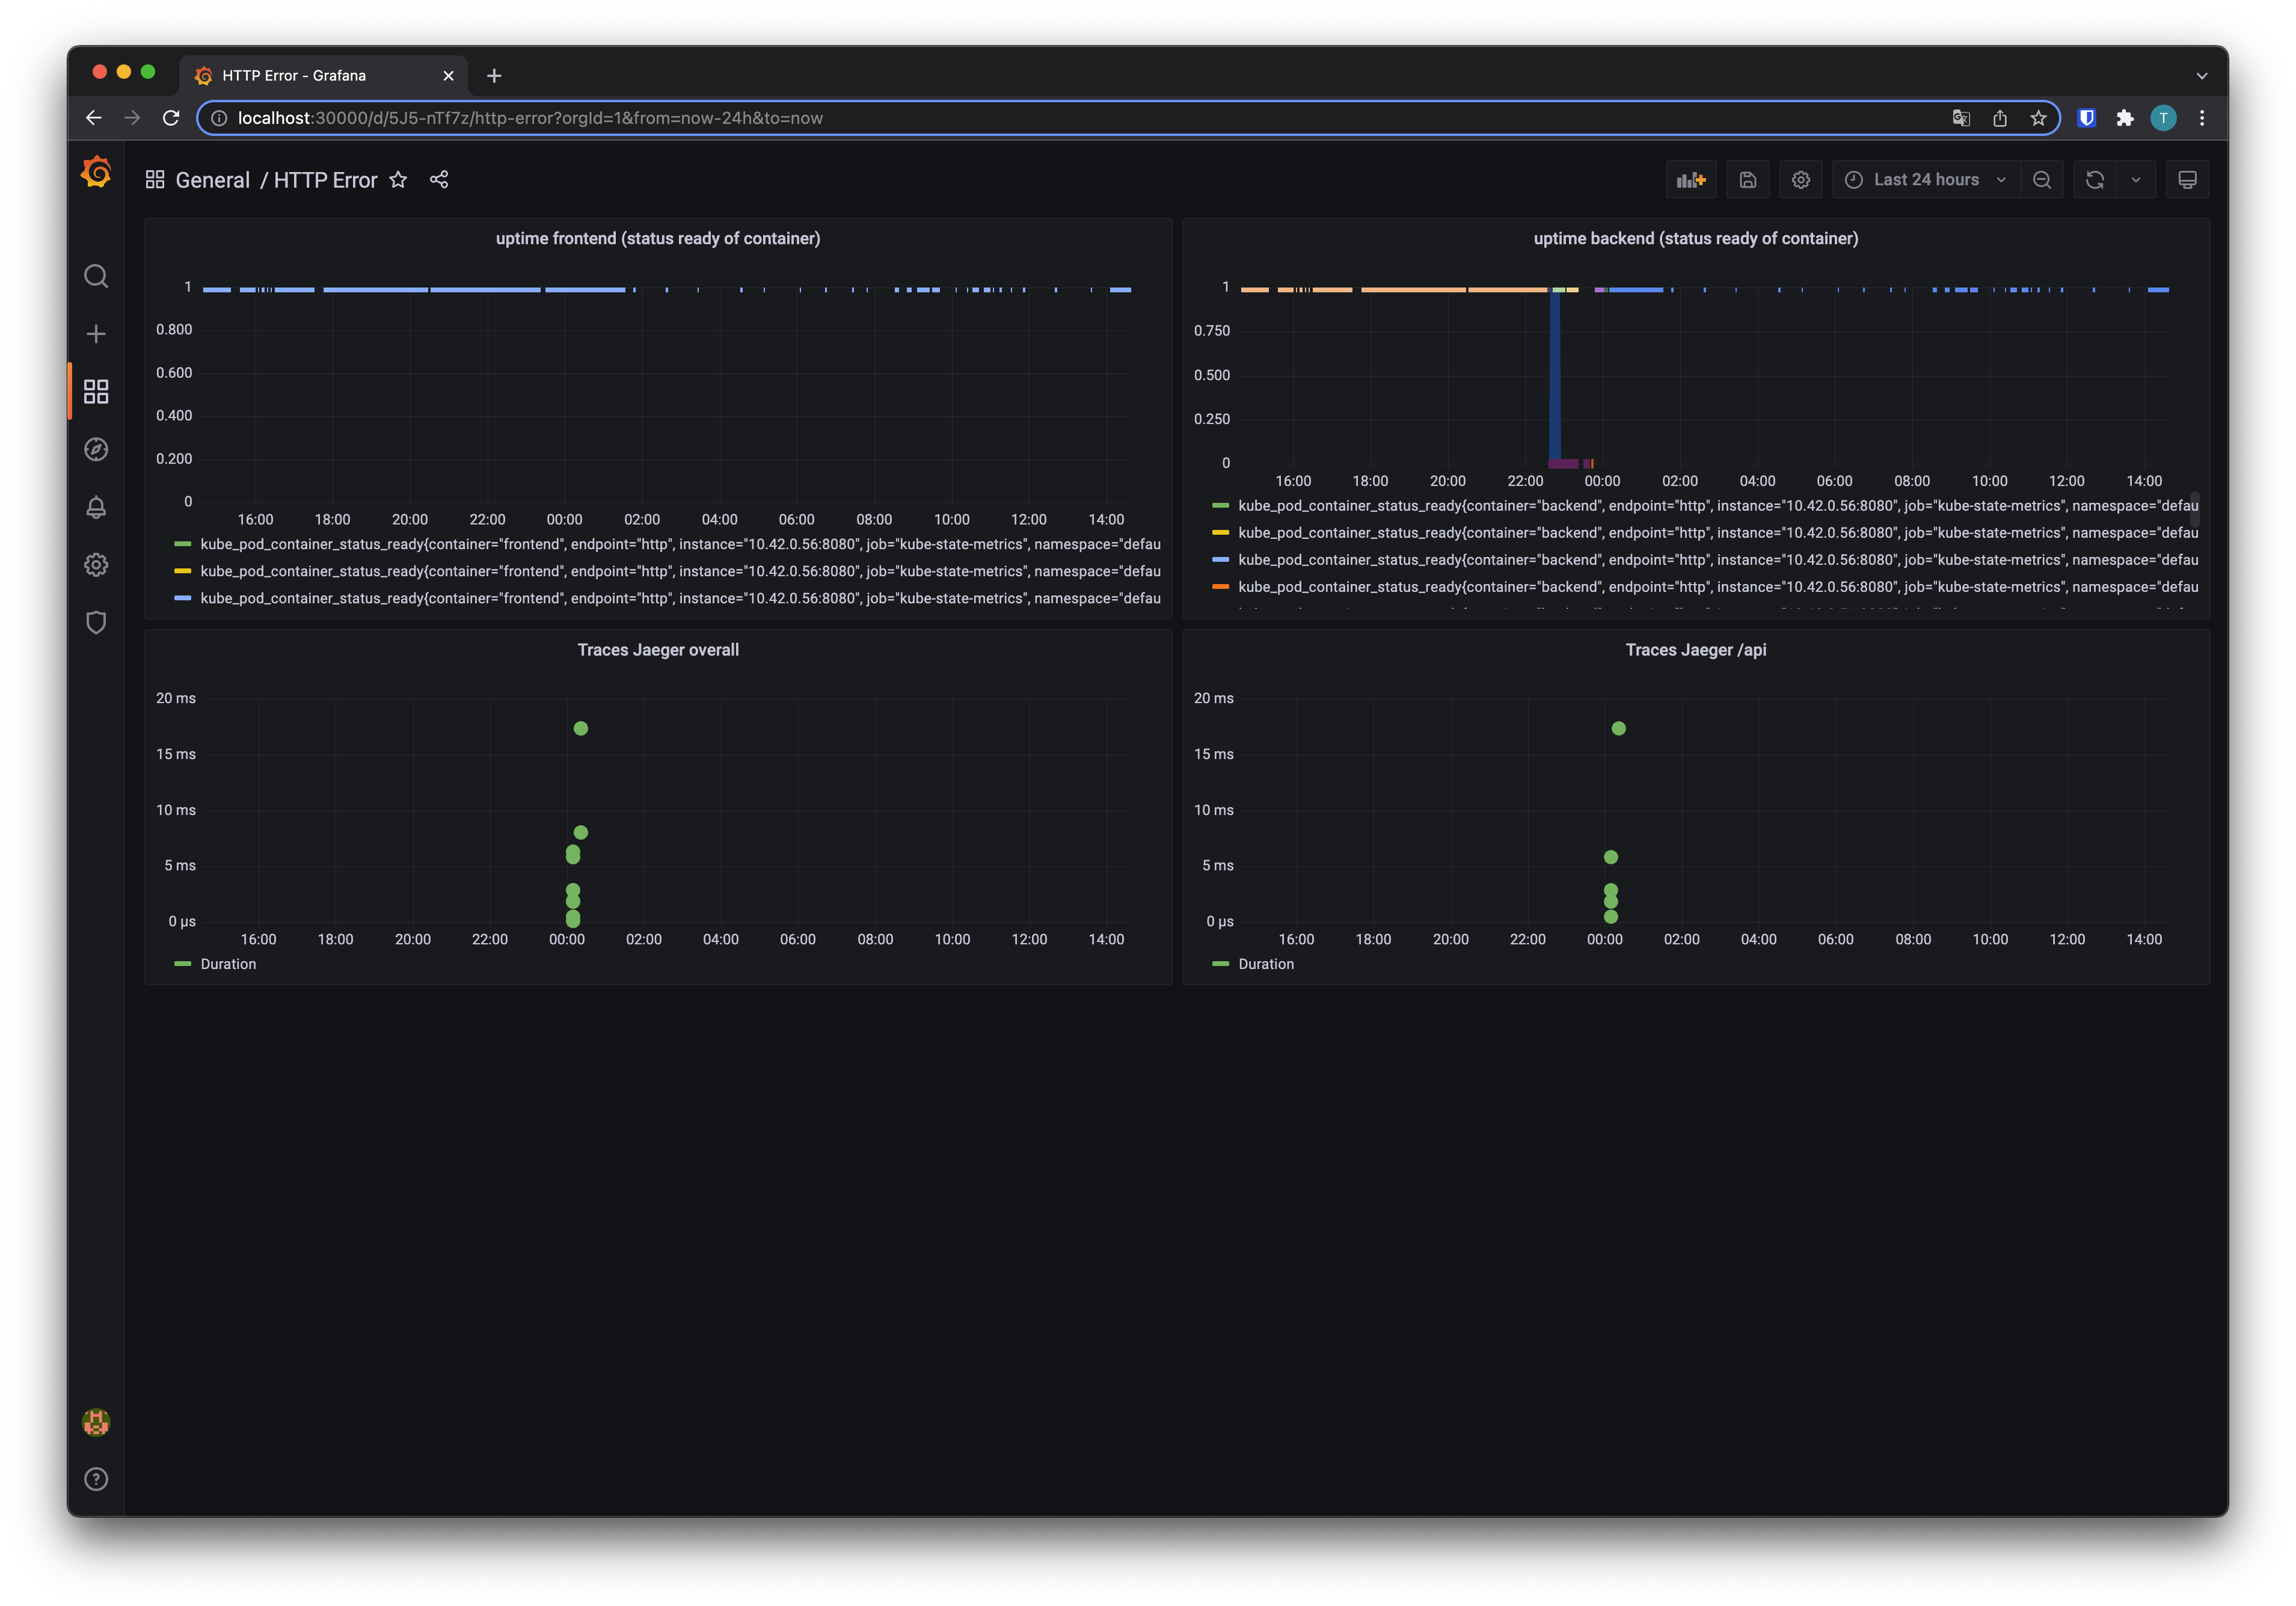 HTTP Error - Grafana
localhost:30000/d/5J5-nTf7z/http-error?orgId=1&from=now-24h&to=now
T
General / HTTP Error
Last 24 hours
uptime frontend (status ready of container)
1
0.800
0.600
0.400
0.200
0
16:00 18:00 20:00 22:00 00:00 02:00 04:00 06:00 08:00 10:00 12:00 14:00
kube_pod_container_status_ready{container="frontend", endpoint="http", instance="10.42.0.56:8080", job="kube-state-metrics", namespace="defau
kube_pod_container_status_ready{container="frontend", endpoint="http", instance="10.42.0.56:8080", job="kube-state-metrics", namespace="defau
kube_pod_container_status_ready{container="frontend", endpoint="http", instance="10.42.0.56:8080", job="kube-state-metrics", namespace="defau
uptime backend (status ready of container)
1
0.750
0.500
0.250
0
16:00 18:00 20:00 22:00 00:00 02:00 04:00 06:00 08:00 10:00 12:00 14:00
kube_pod_container_status_ready{container="backend", endpoint="http", instance="10.42.0.56:8080", job="kube-state-metrics", namespace="defau
kube_pod_container_status_ready{container="backend", endpoint="http", instance="10.42.0.56:8080", job="kube-state-metrics", namespace="defau
kube_pod_container_status_ready{container="backend", endpoint="http", instance="10.42.0.56:8080", job="kube-state-metrics", namespace="defau
kube_pod_container_status_ready{container="backend", endpoint="http", instance="10.42.0.56:8080", job="kube-state-metrics", namespace="defau
Traces Jaeger overall
20 ms
15 ms
10 ms
5 ms
0 µs
16:00 18:00 20:00 22:00 00:00 02:00 04:00 06:00 08:00 10:00 12:00 14:00
Duration
Traces Jaeger /api
20 ms
15 ms
10 ms
5 ms
0 µs
16:00 18:00 20:00 22:00 00:00 02:00 04:00 06:00 08:00 10:00 12:00 14:00
Duration